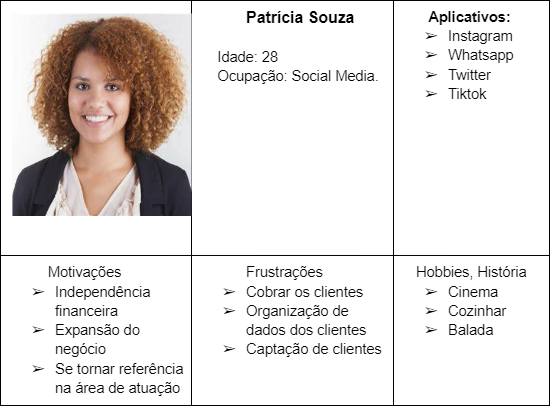 Patrícia Souza
Idade: 28
Ocupação: Social Media.
Aplicativos:
➢ Instagram
➢ Whatsapp
➢ Twitter
➢ Tiktok
Motivações
➢ Independência
financeira
➢ Expansão do
negócio
➢ Se tornar referência
na área de atuação
Frustrações
➢ Cobrar os clientes
➢ Organização de
dados dos clientes
➢ Captação de clientes
Hobbies, História
➢ Cinema
➢ Cozinhar
➢ Balada